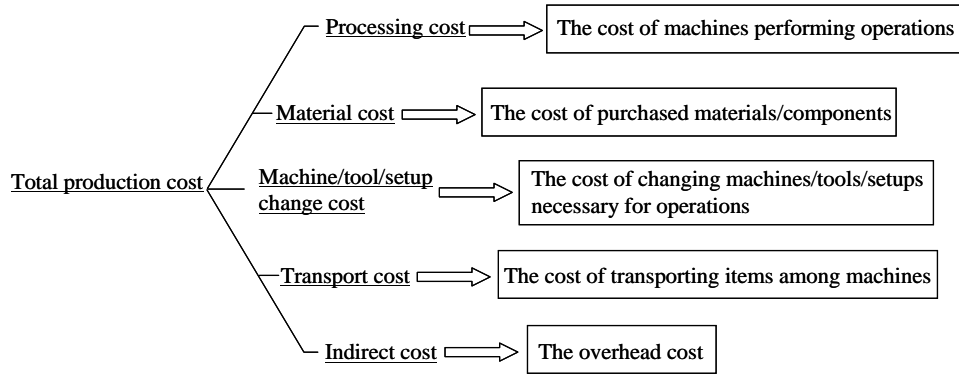 Processing cost
The cost of machines performing operations
Material cost
The cost of purchased materials/components
Total production cost
Machine/tool/setup
change cost
The cost of changing machines/tools/setups
necessary for operations
Transport cost
The cost of transporting items among machines
Indirect cost
The overhead cost